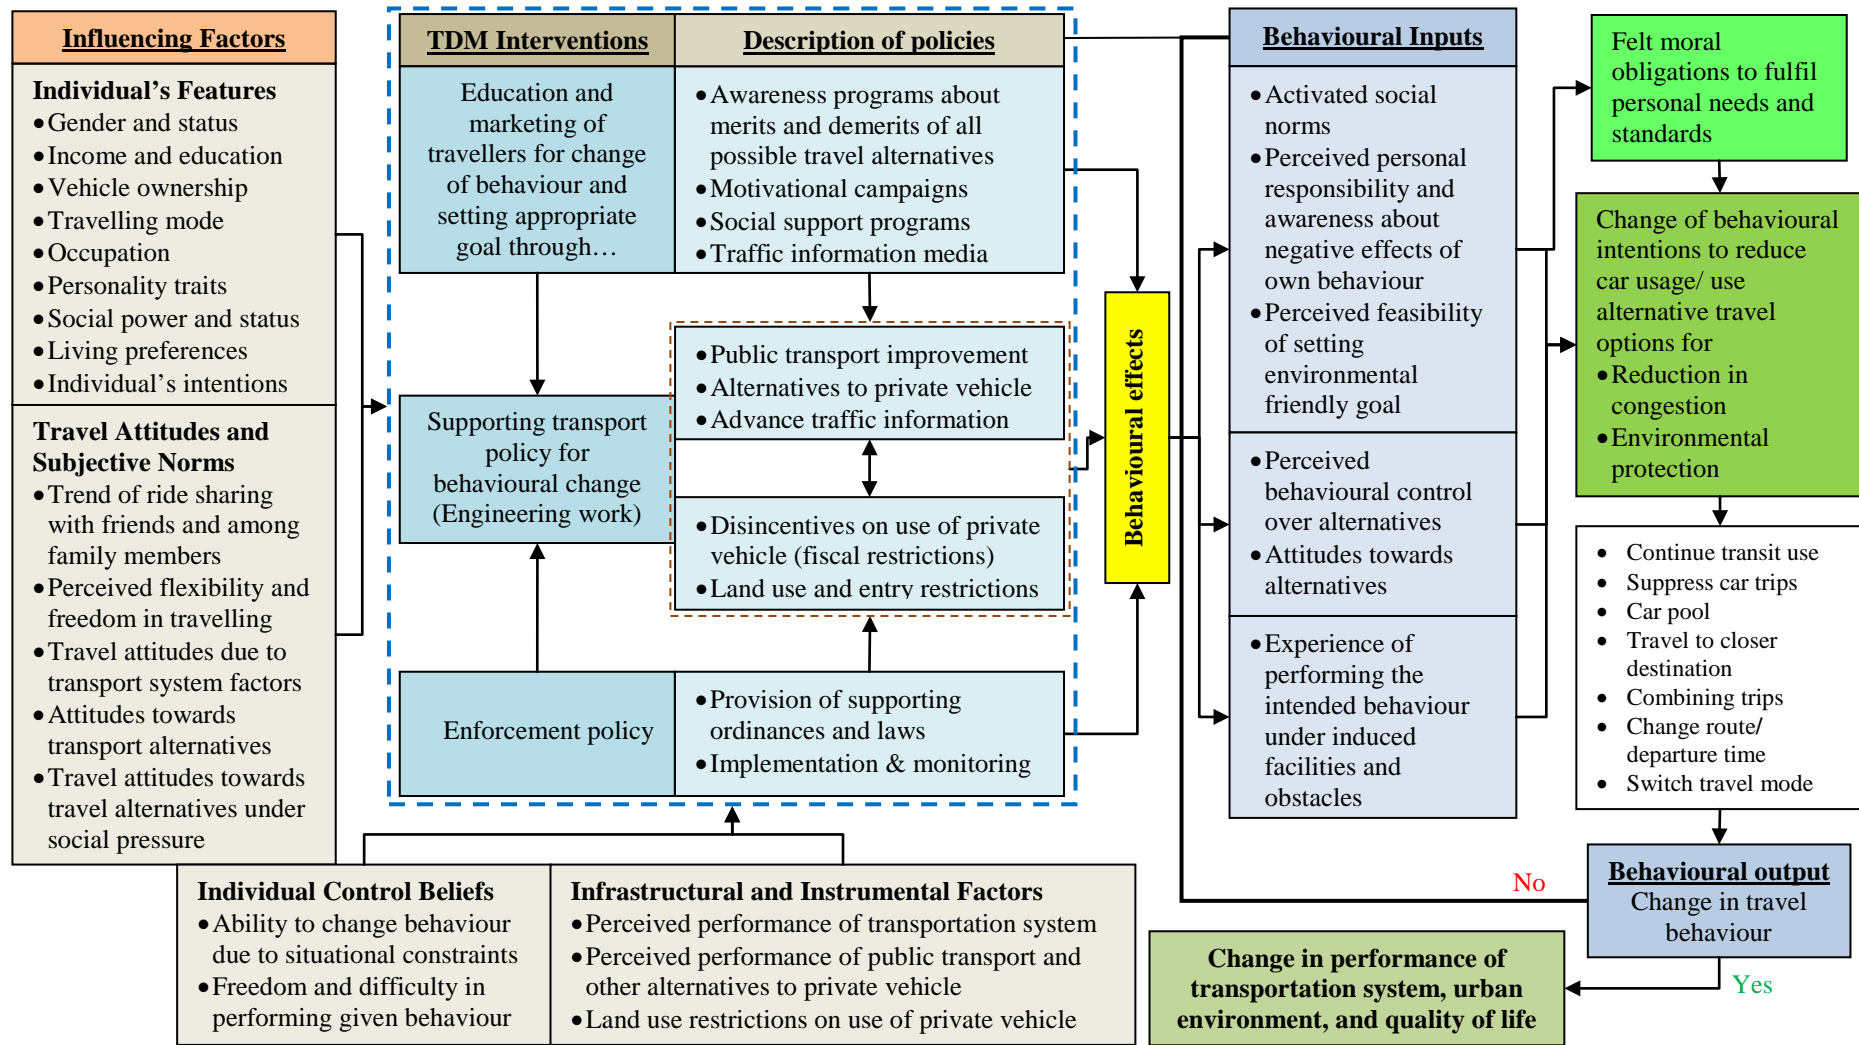 Influencing Factors
Individual's Features
•Gender and status
•Income and education
•Vehicle ownership
•Travelling mode
•Occupation
•Personality traits
•Social power and status
•Living preferences
•Individual's intentions
Travel Attitudes and
Subjective Norms
•Trend of ride sharing
with friends and among
family members
•Perceived flexibility and
freedom in travelling
•Travel attitudes due to
transport system factors
•Attitudes towards
transport alternatives
•Travel attitudes towards
travel alternatives under
social pressure
TDM Interventions
Education and
marketing of
travellers for change
of behaviour and
setting appropriate
goal through…
Supporting transport
policy for
behavioural change
(Engineering work)
Enforcement policy
Description of policies
•Awareness programs about
merits and demerits of all
possible travel alternatives
•Motivational campaigns
•Social support programs
•Traffic information media
•Public transport improvement
•Alternatives to private vehicle
•Advance traffic information
•Disincentives on use of private
vehicle (fiscal restrictions)
•Land use and entry restrictions
•Provision of supporting
ordinances and laws
•Implementation & monitoring
Individual Control Beliefs
•Ability to change behaviour
due to situational constraints
•Freedom and difficulty in
performing given behaviour
Infrastructural and Instrumental Factors
•Perceived performance of transportation system
•Perceived performance of public transport and
other alternatives to private vehicle
•Land use restrictions on use of private vehicle
Behavioural effects
Behavioural Inputs
•Activated social
norms
•Perceived personal
responsibility and
awareness about
negative effects of
own behaviour
•Perceived feasibility
of setting
environmental
friendly goal
•Perceived
behavioural control
over alternatives
•Attitudes towards
alternatives
•Experience of
performing the
intended behaviour
under induced
facilities and
obstacles
Felt moral
obligations to fulfil
personal needs and
standards
Change of behavioural
intentions to reduce
car usage/ use
alternative travel
options for
•Reduction in
congestion
•Environmental
protection
• Continue transit use
• Suppress car trips
• Car pool
• Travel to closer
destination
• Combining trips
• Change route/
departure time
• Switch travel mode
Behavioural output
Change in travel
behaviour
No
Yes
Change in performance of
transportation system, urban
environment, and quality of life